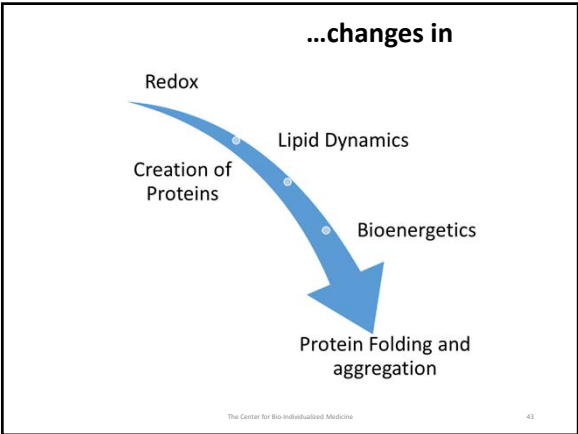 ...changes in
Redox
Lipid Dynamics
Creation of
Proteins
Bioenergetics
Protein Folding and
aggregation
The Center for Bio-Individualized Medicine
43